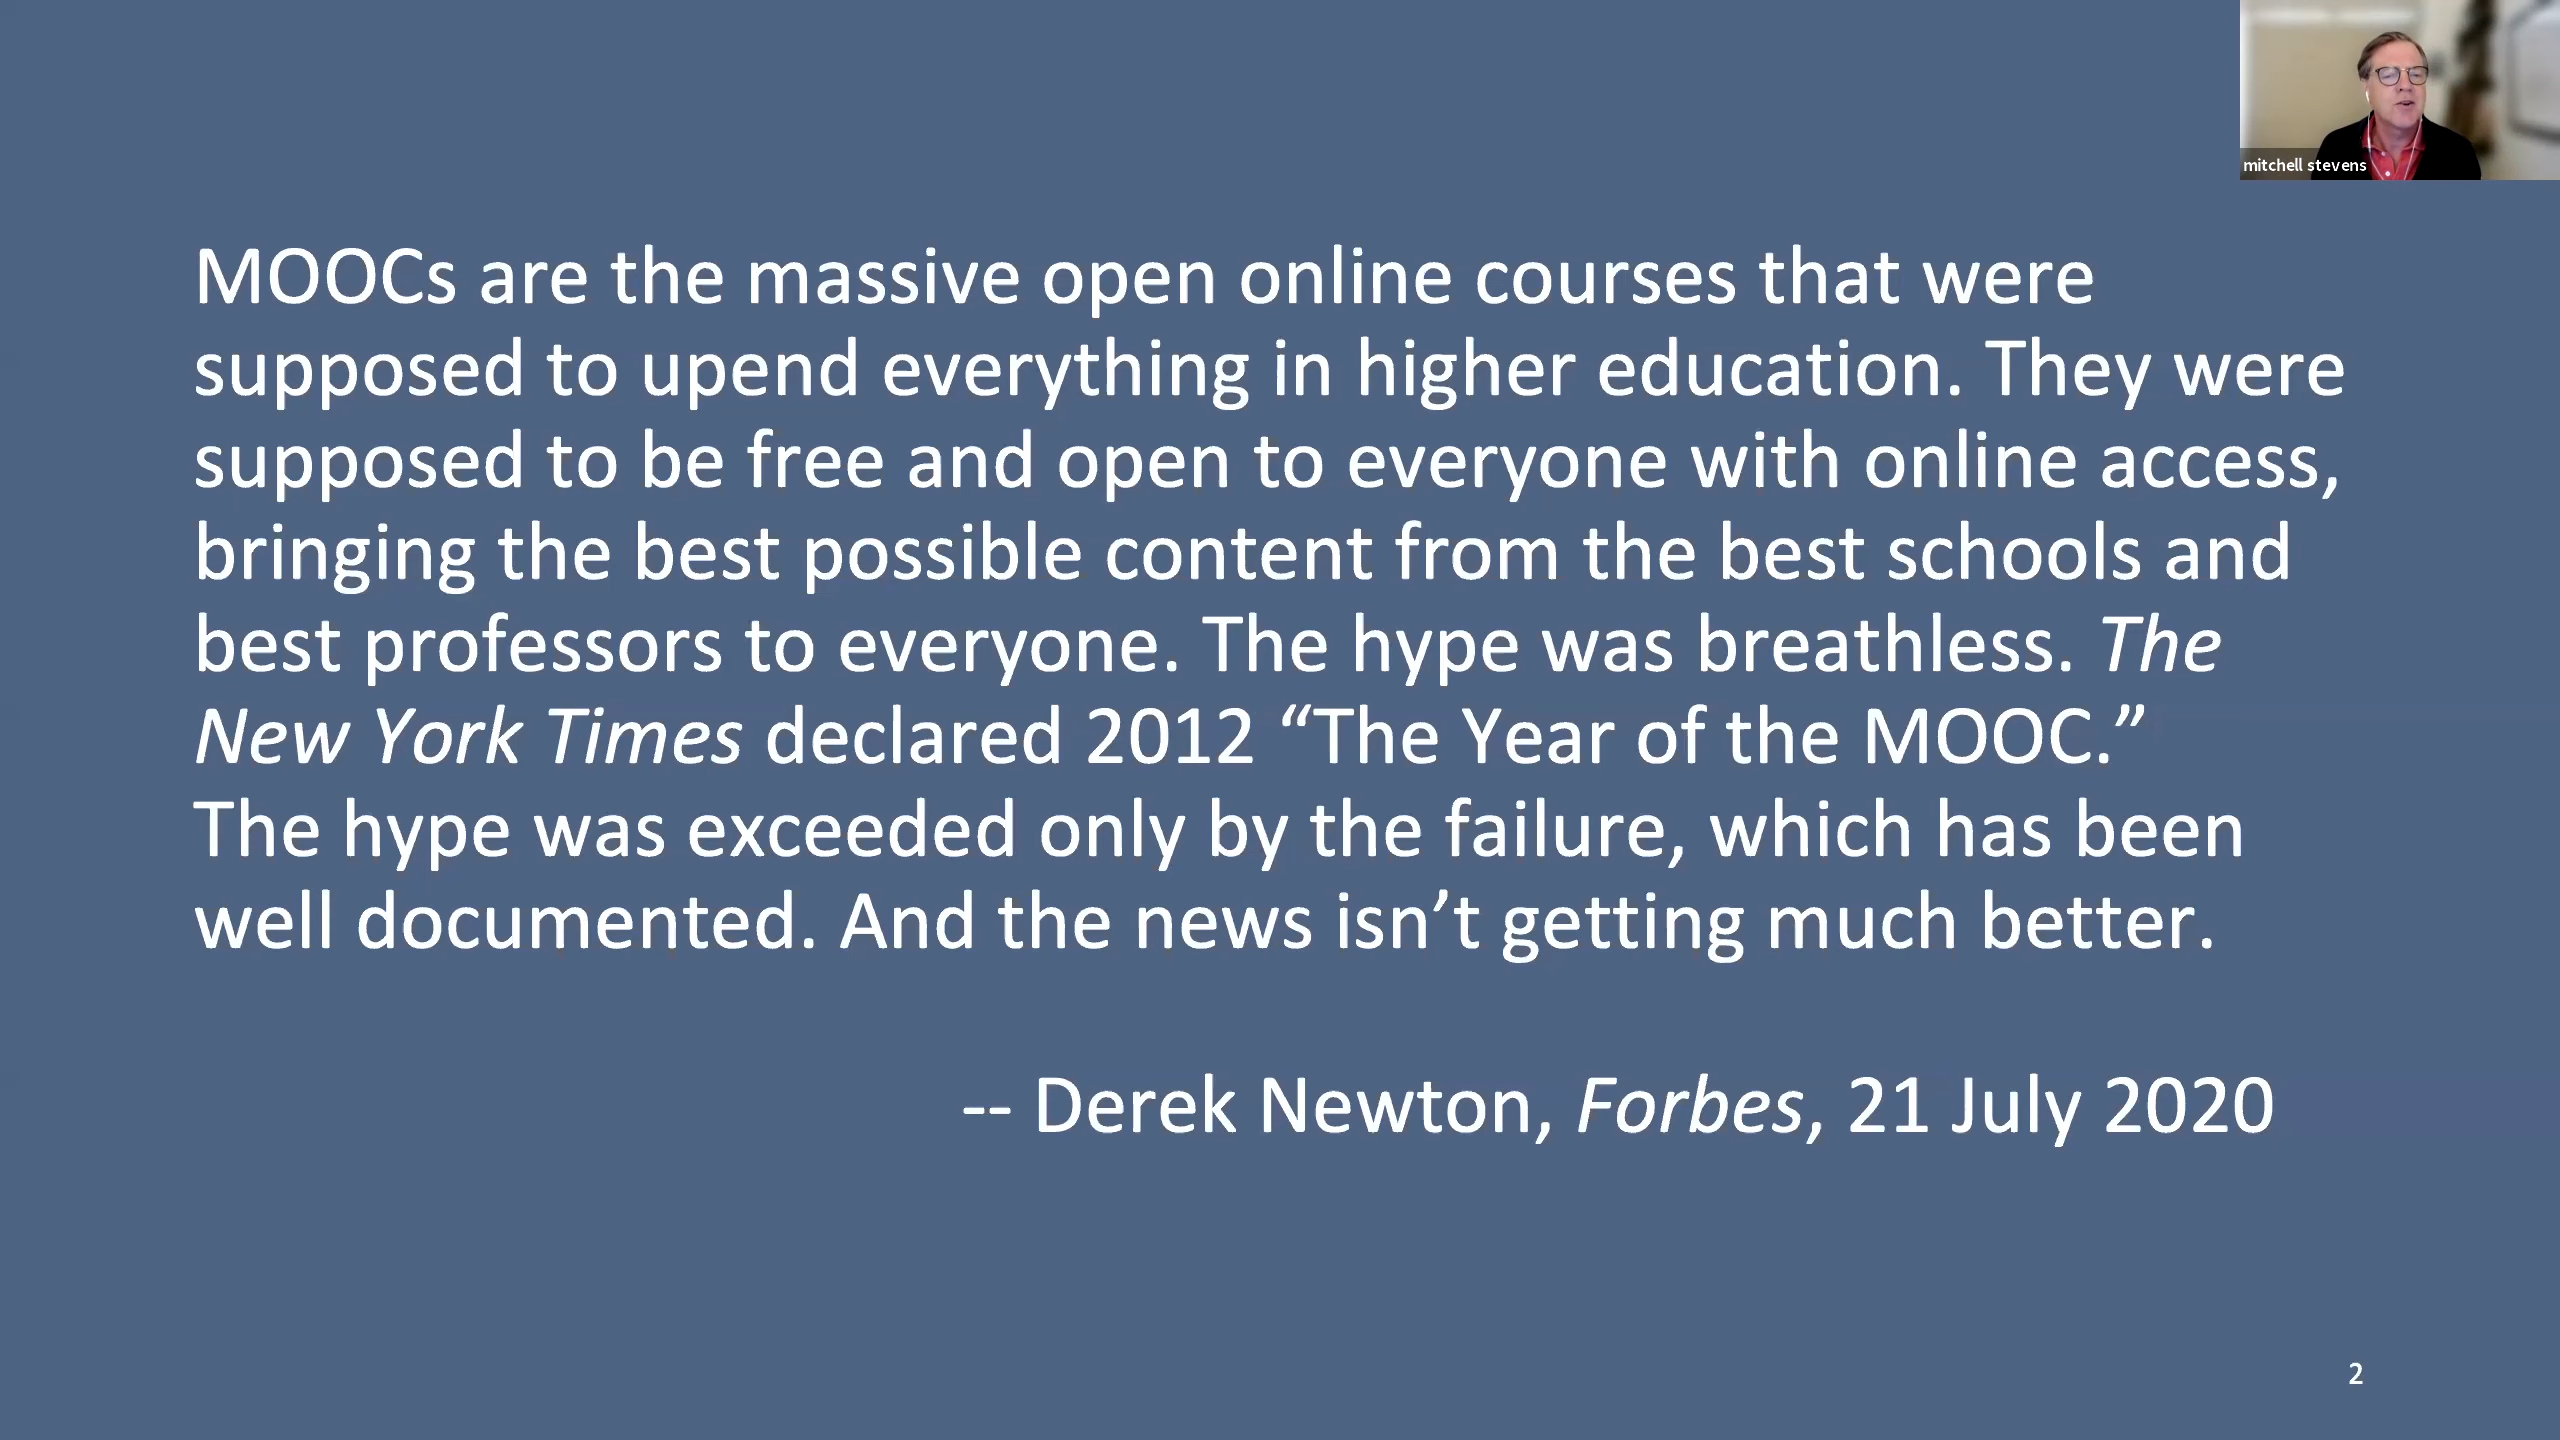 mitchell stevens
MOOCs are the massive open online courses that were
supposed to upend everything in higher education. They were
supposed to be free and open to everyone with online access,
bringing the best possible content from the best schools and
best professors to everyone. The hype was breathless. The
New York Times declared 2012 “The Year of the MOOC.”
The hype was exceeded only by the failure, which has been
well documented. And the news isn’t getting much better.
-- Derek Newton, Forbes, 21 July 2020
2